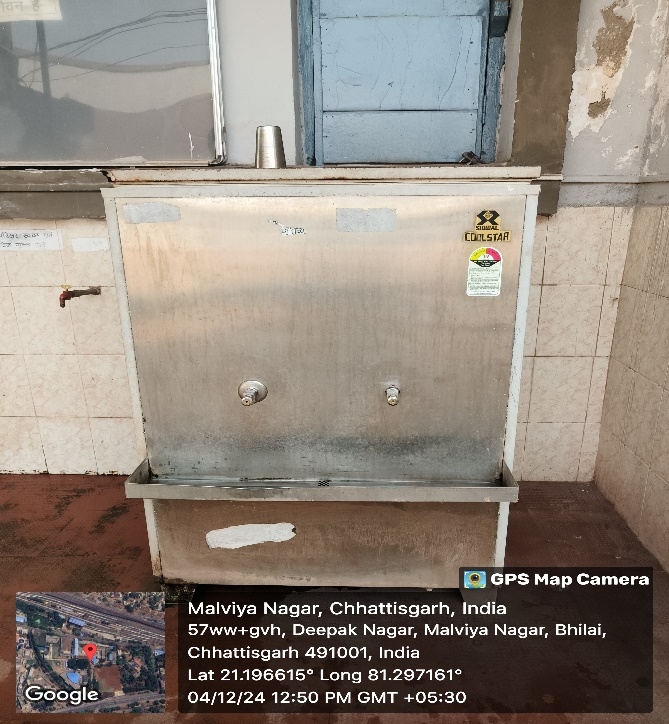 SIDWAL
COOLSTAR
GPS Map Camera
Malviya Nagar, Chhattisgarh, India
57ww+gvh, Deepak Nagar, Malviya Nagar, Bhilai,
Chhattisgarh 491001, India
Lat 21.196615° Long 81.297161°
04/12/24 12:50 PM GMT +05:30
Google